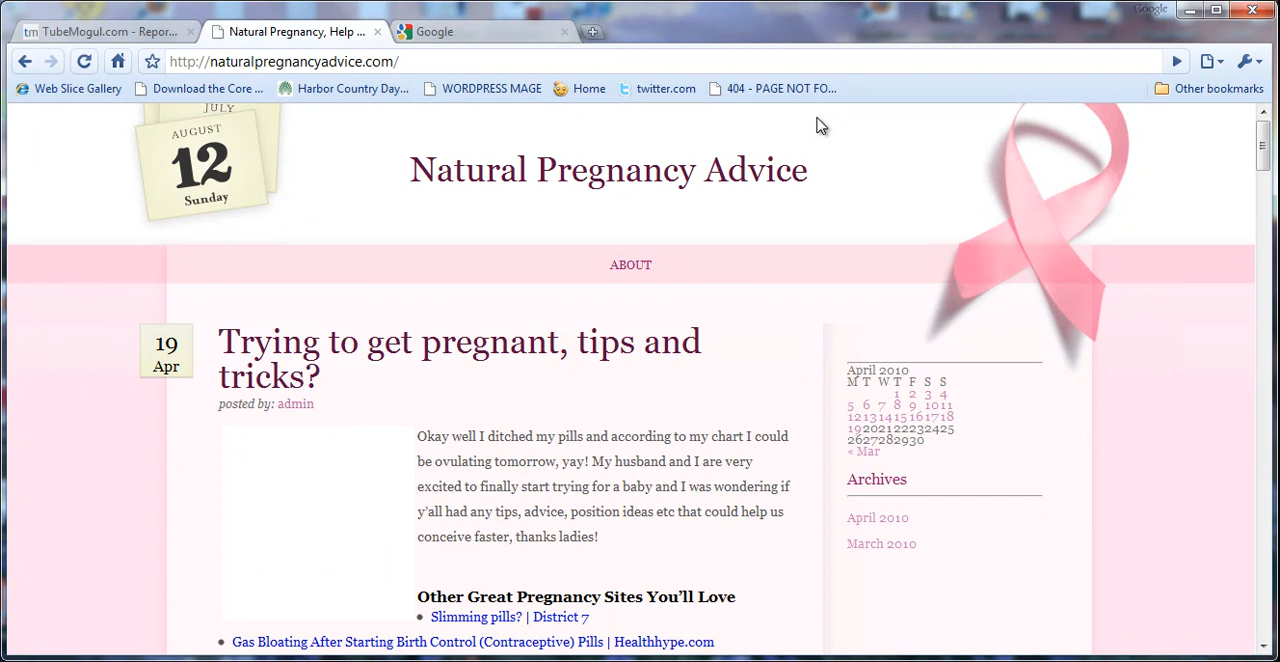 Google
TubeMogul.com - Repor...
Natural Pregnancy, Help ...
Google
http://naturalpregnancyadvice.com/
Web Slice Gallery
Download the Core ...
Harbor Country Day...
WORDPRESS MAGE
Home
twitter.com
404 - PAGE NOT FO...
Other bookmarks
JULY
AUGUST
12
Sunday
Natural Pregnancy Advice
ABOUT
19
Apr
Trying to get pregnant, tips and
tricks?
posted by: admin
Okay well I ditched my pills and according to my chart I could
be ovulating tomorrow, yay! My husband and I are very
excited to finally start trying for a baby and I was wondering if
y’all had any tips, advice, position ideas etc that could help us
conceive faster, thanks ladies!
Other Great Pregnancy Sites You’ll Love
Slimming pills? | District 7
Gas Bloating After Starting Birth Control (Contraceptive) Pills | Healthhype.com
April 2010
M T W T F S S
1 2 3 4
5 6 7 8 9 10 11
12 13 14 15 16 17 18
19 20 21 22 23 24 25
26 27 28 29 30
« Mar
Archives
April 2010
March 2010